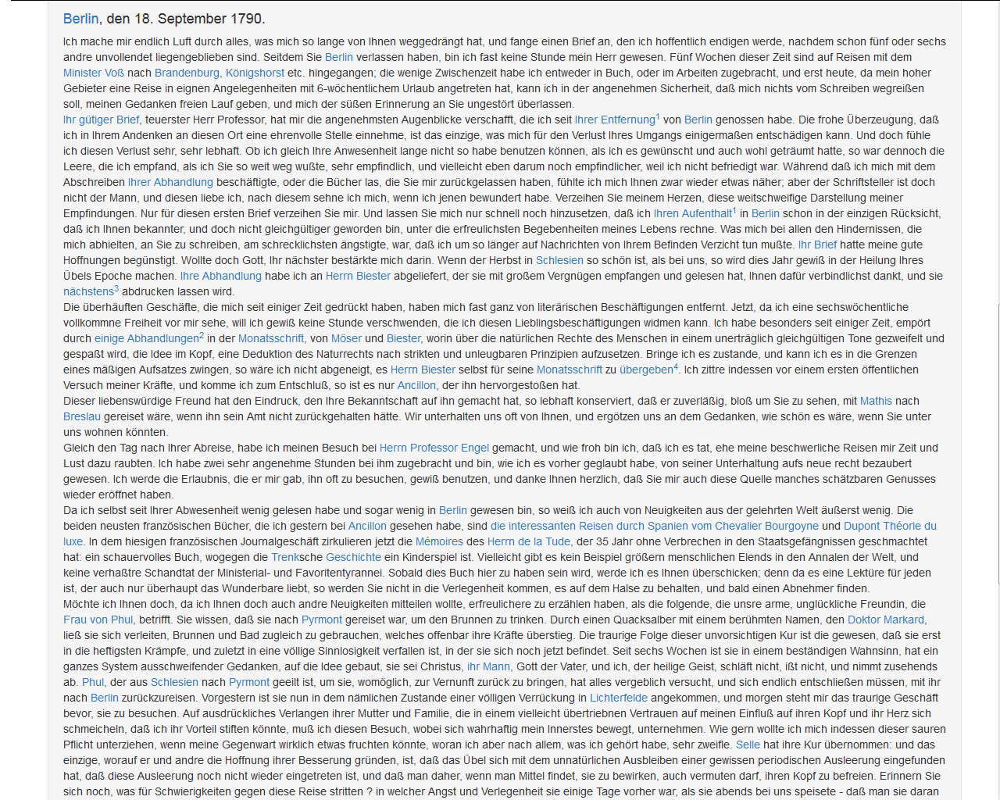 Berlin, den 18. September 1790.
Ich mache mir endlich Luft durch alles, was mich so lange von Ihnen weggedrängt hat, und fange einen Brief an, den ich hoffentlich endigen werde, nachdem schon fünf oder sechs
andre unvollendet liegengeblieben sind. Seitdem Sie Berlin verlassen haben, bin ich fast keine Stunde mein Herr gewesen. Fünf Wochen dieser Zeit sind auf Reisen mit dem
Minister Voß nach Brandenburg, Königshorst etc. hingegangen; die wenige Zwischenzeit habe ich entweder in Buch, oder im Arbeiten zugebracht, und erst heute, da mein hoher
Gebieter eine Reise in eignen Angelegenheiten mit 6-wöchentlichem Urlaub angetreten hat, kann ich in der angenehmen Sicherheit, daß mich nichts vom Schreiben wegreißen
soll, meinen Gedanken freien Lauf geben, und mich der süßen Erinnerung an Sie ungestört überlassen.
Ihr gütiger Brief, teuerster Herr Professor, hat mir die angenehmsten Augenblicke verschafft, die ich seit Ihrer Entfernung1 von Berlin genossen habe. Die frohe Überzeugung, daß
ich in Ihrem Andenken an diesen Ort eine ehrenvolle Stelle einnehme, ist das einzige, was mich für den Verlust Ihres Umgangs einigermaßen entschädigen kann. Und doch fühle
ich diesen Verlust sehr, sehr lebhaft. Ob ich gleich Ihre Anwesenheit lange nicht so habe benutzen können, als ich es gewünscht und auch wohl geträumt hatte, so war dennoch die
Leere, die ich empfand, als ich Sie so weit weg wußte, sehr empfindlich, und vielleicht eben darum noch empfindlicher, weil ich nicht befriedigt war. Während daß ich mich mit dem
Abschreiben Ihrer Abhandlung beschäftigte, oder die Bücher las, die Sie mir zurückgelassen haben, fühlte ich mich Ihnen zwar wieder etwas näher; aber der Schriftsteller ist doch
nicht der Mann, und diesen liebe ich, nach diesem sehne ich mich, wenn ich jenen bewundert habe. Verzeihen Sie meinem Herzen, diese weitschweifige Darstellung meiner
Empfindungen. Nur für diesen ersten Brief verzeihen Sie mir. Und lassen Sie mich nur schnell noch hinzusetzen, daß ich Ihren Aufenthalt1 in Berlin schon in der einzigen Rücksicht,
daß ich Ihnen bekannter, und doch nicht gleichgültiger geworden bin, unter die erfreulichsten Begebenheiten meines Lebens rechne. Was mich bei allen den Hindernissen, die
mich abhielten, an Sie zu schreiben, am schrecklichsten ängstigte, war, daß ich um so länger auf Nachrichten von Ihrem Befinden Verzicht tun mußte. Ihr Brief hatte meine gute
Hoffnungen begünstigt. Wollte doch Gott, Ihr nächster bestärkte mich darin. Wenn der Herbst in Schlesien so schön ist, als bei uns, so wird dies Jahr gewiß in der Heilung Ihres
Übels Epoche machen. Ihre Abhandlung habe ich an Herrn Biester abgeliefert, der sie mit großem Vergnügen empfangen und gelesen hat, Ihnen dafür verbindlichst dankt, und sie
nächstens3 abdrucken lassen wird.
Die überhäuften Geschäfte, die mich seit einiger Zeit gedrückt haben, haben mich fast ganz von literärischen Beschäftigungen entfernt. Jetzt, da ich eine sechswöchentliche
vollkommne Freiheit vor mir sehe, will ich gewiß keine Stunde verschwenden, die ich diesen Lieblingsbeschäftigungen widmen kann. Ich habe besonders seit einiger Zeit, empört
durch einige Abhandlungen2 in der Monatsschrift, von Möser und Biester, worin über die natürlichen Rechte des Menschen in einem unerträglich gleichgültigen Tone gezweifelt und
gespaßt wird, die Idee im Kopf, eine Deduktion des Naturrechts nach strikten und unleugbaren Prinzipien aufzusetzen. Bringe ich es zustande, und kann ich es in die Grenzen
eines mäßigen Aufsatzes zwingen, so wäre ich nicht abgeneigt, es Herrn Biester selbst für seine Monatsschrift zu übergeben4. Ich zittre indessen vor einem ersten öffentlichen
Versuch meiner Kräfte, und komme ich zum Entschluß, so ist es nur Ancillon, der ihn hervorgestoßen hat.
Dieser liebenswürdige Freund hat den Eindruck, den Ihre Bekanntschaft auf ihn gemacht hat, so lebhaft konserviert, daß er zuverläßig, bloß um Sie zu sehen, mit Mathis nach
Breslau gereiset wäre, wenn ihn sein Amt nicht zurückgehalten hätte. Wir unterhalten uns oft von Ihnen, und ergötzen uns an dem Gedanken, wie schön es wäre, wenn Sie unter
uns wohnen könnten.
Gleich den Tag nach Ihrer Abreise, habe ich meinen Besuch bei Herrn Professor Engel gemacht, und wie froh bin ich, daß ich es tat, ehe meine beschwerliche Reisen mir Zeit und
Lust dazu raubten. Ich habe zwei sehr angenehme Stunden bei ihm zugebracht und bin, wie ich es vorher geglaubt habe, von seiner Unterhaltung aufs neue recht bezaubert
gewesen. Ich werde die Erlaubnis, die er mir gab, ihn oft zu besuchen, gewiß benutzen, und danke Ihnen herzlich, daß Sie mir auch diese Quelle manches schätzbaren Genusses
wieder eröffnet haben.
Da ich selbst seit Ihrer Abwesenheit wenig gelesen habe und sogar wenig in Berlin gewesen bin, so weiß ich auch von Neuigkeiten aus der gelehrten Welt äußerst wenig. Die
beiden neusten französischen Bücher, die ich gestern bei Ancillon gesehen habe, sind die interessanten Reisen durch Spanien vom Chevalier Bourgoyne und Dupont Théorie du
luxe. In dem hiesigen französischen Journalgeschäft zirkulieren jetzt die Mémoires des Herrn de la Tude, der 35 Jahr ohne Verbrechen in den Staatsgefängnissen geschmachtet
hat: ein schauervolles Buch, wogegen die Trenksche Geschichte ein Kinderspiel ist. Vielleicht gibt es kein Beispiel größern menschlichen Elends in den Annalen der Welt, und
keine verhaßtre Schandtat der Ministerial- und Favoritentyrannei. Sobald dies Buch hier zu haben sein wird, werde ich es Ihnen überschicken; denn da es eine Lektüre für jeden
ist, der auch nur überhaupt das Wunderbare liebt, so werden Sie nicht in die Verlegenheit kommen, es auf dem Halse zu behalten, und bald einen Abnehmer finden.
Möchte ich Ihnen doch, da ich Ihnen doch auch andre Neuigkeiten mitteilen wollte, erfreulichere zu erzählen haben, als die folgende, die unsre arme, unglückliche Freundin, die
Frau von Phul, betrifft. Sie wissen, daß sie nach Pyrmont gereiset war, um den Brunnen zu trinken. Durch einen Quacksalber mit einem berühmten Namen, den Doktor Markard,
ließ sie sich verleiten, Brunnen und Bad zugleich zu gebrauchen, welches offenbar ihre Kräfte überstieg. Die traurige Folge dieser unvorsichtigen Kur ist die gewesen, daß sie erst
in die heftigsten Krämpfe, und zuletzt in eine völlige Sinnlosigkeit verfallen ist, in der sie sich noch jetzt befindet. Seit sechs Wochen ist sie in einem beständigen Wahnsinn, hat ein
ganzes System ausschweifender Gedanken, auf die Idee gebaut, sie sei Christus, ihr Mann, Gott der Vater, und ich, der heilige Geist, schläft nicht, ißt nicht, und nimmt zusehends
ab. Phul, der aus Schlesien nach Pyrmont geeilt ist, um sie, womöglich, zur Vernunft zurück zu bringen, hat alles vergeblich versucht, und sich endlich entschließen müssen, mit ihr
nach Berlin zurückzureisen. Vorgestern ist sie nun in dem nämlichen Zustande einer völligen Verrückung in Lichterfelde angekommen, und morgen steht mir das traurige Geschäft
bevor, sie zu besuchen. Auf ausdrückliches Verlangen ihrer Mutter und Familie, die in einem vielleicht übertriebnen Vertrauen auf meinen Einfluß auf ihren Kopf und ihr Herz sich
schmeicheln, daß ich ihr Vorteil stiften könnte, muß ich diesen Besuch, wobei sich wahrhaftig mein Innerstes bewegt, unternehmen. Wie gern wollte ich mich indessen dieser sauren
Pflicht unterziehen, wenn meine Gegenwart wirklich etwas fruchten könnte, woran ich aber nach allem, was ich gehört habe, sehr zweifle. Selle hat ihre Kur übernommen: und das
einzige, worauf er und andre die Hoffnung ihrer Besserung gründen, ist, daß das Übel sich mit dem unnatürlichen Ausbleiben einer gewissen periodischen Ausleerung eingefunden
hat, daß diese Ausleerung noch nicht wieder eingetreten ist, und daß man daher, wenn man Mittel findet, sie zu bewirken, auch vermuten darf, ihren Kopf zu befreien. Erinnern Sie
sich noch, was für Schwierigkeiten gegen diese Reise stritten ? in welcher Angst und Verlegenheit sie einige Tage vorher war, als sie abends bei uns speisete - daß man sie daran